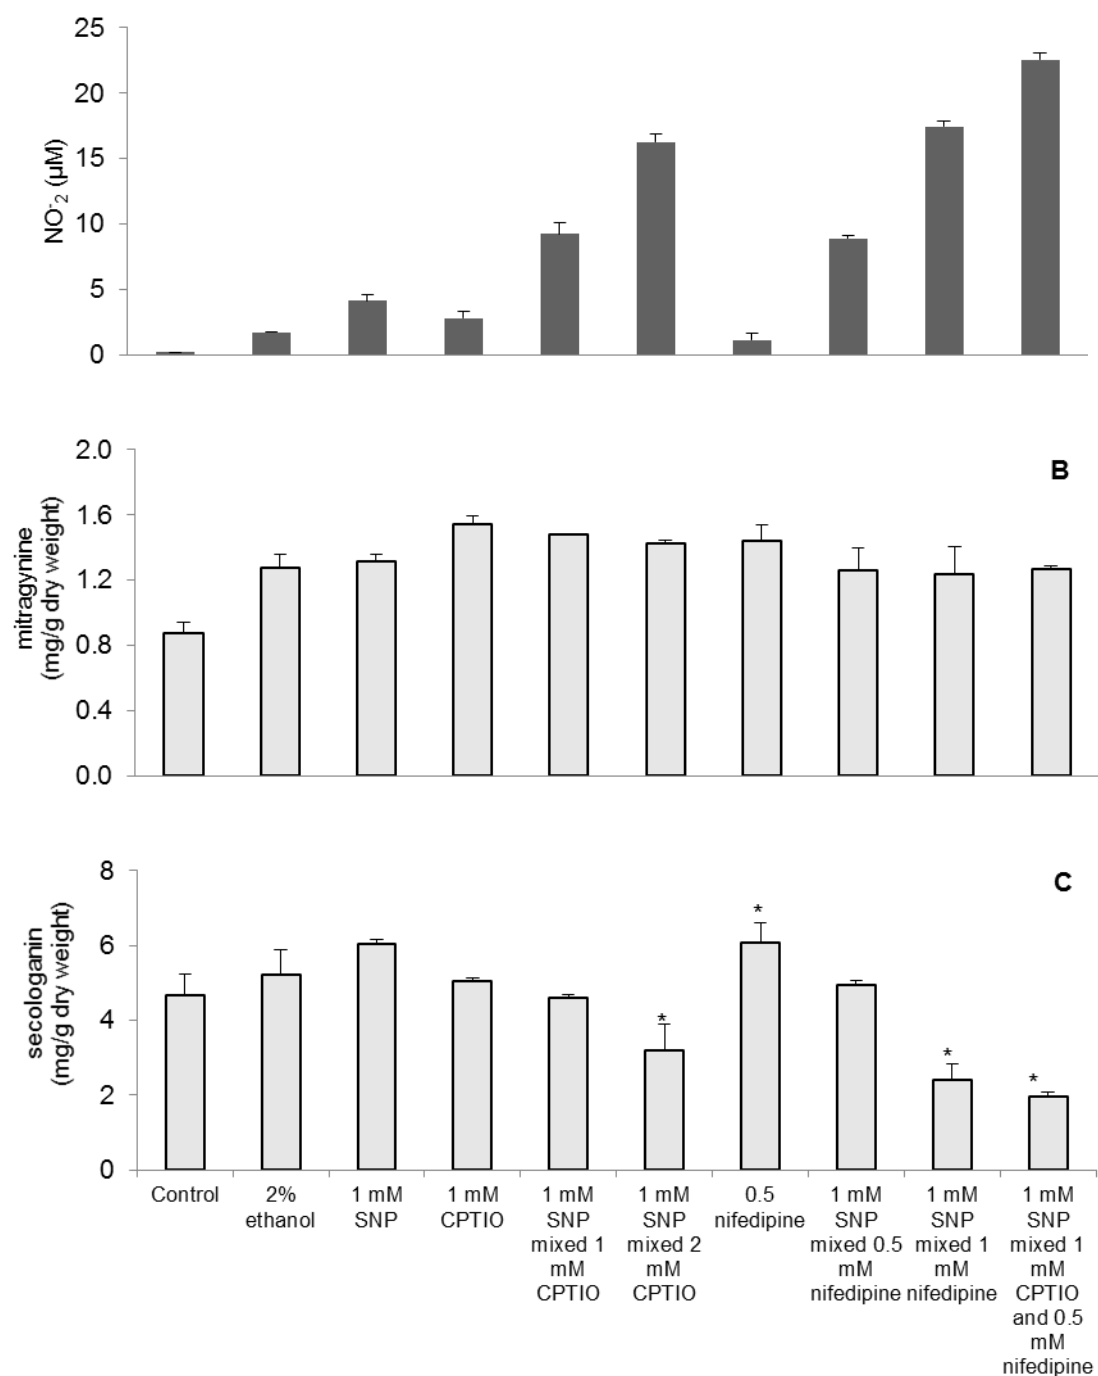 25
20
15
10
5
0
NO⁻₂ (µM)
B
2.0
1.6
1.2
0.8
0.4
0.0
mitragynine
(mg/g dry weight)
C
8
6
4
2
0
secologanin
(mg/g dry weight)
*
*
*
*
Control
2%
ethanol
1 mM
SNP
1 mM
CPTIO
1 mM
SNP
mixed 1
mM
CPTIO
1 mM
SNP
mixed 2
mM
CPTIO
0.5
nifedipine
1 mM
SNP
mixed 0.5
mM
nifedipine
1 mM
SNP
mixed 1
mM
nifedipine
1 mM
SNP
mixed 1
mM
CPTIO
and 0.5
mM
nifedipine